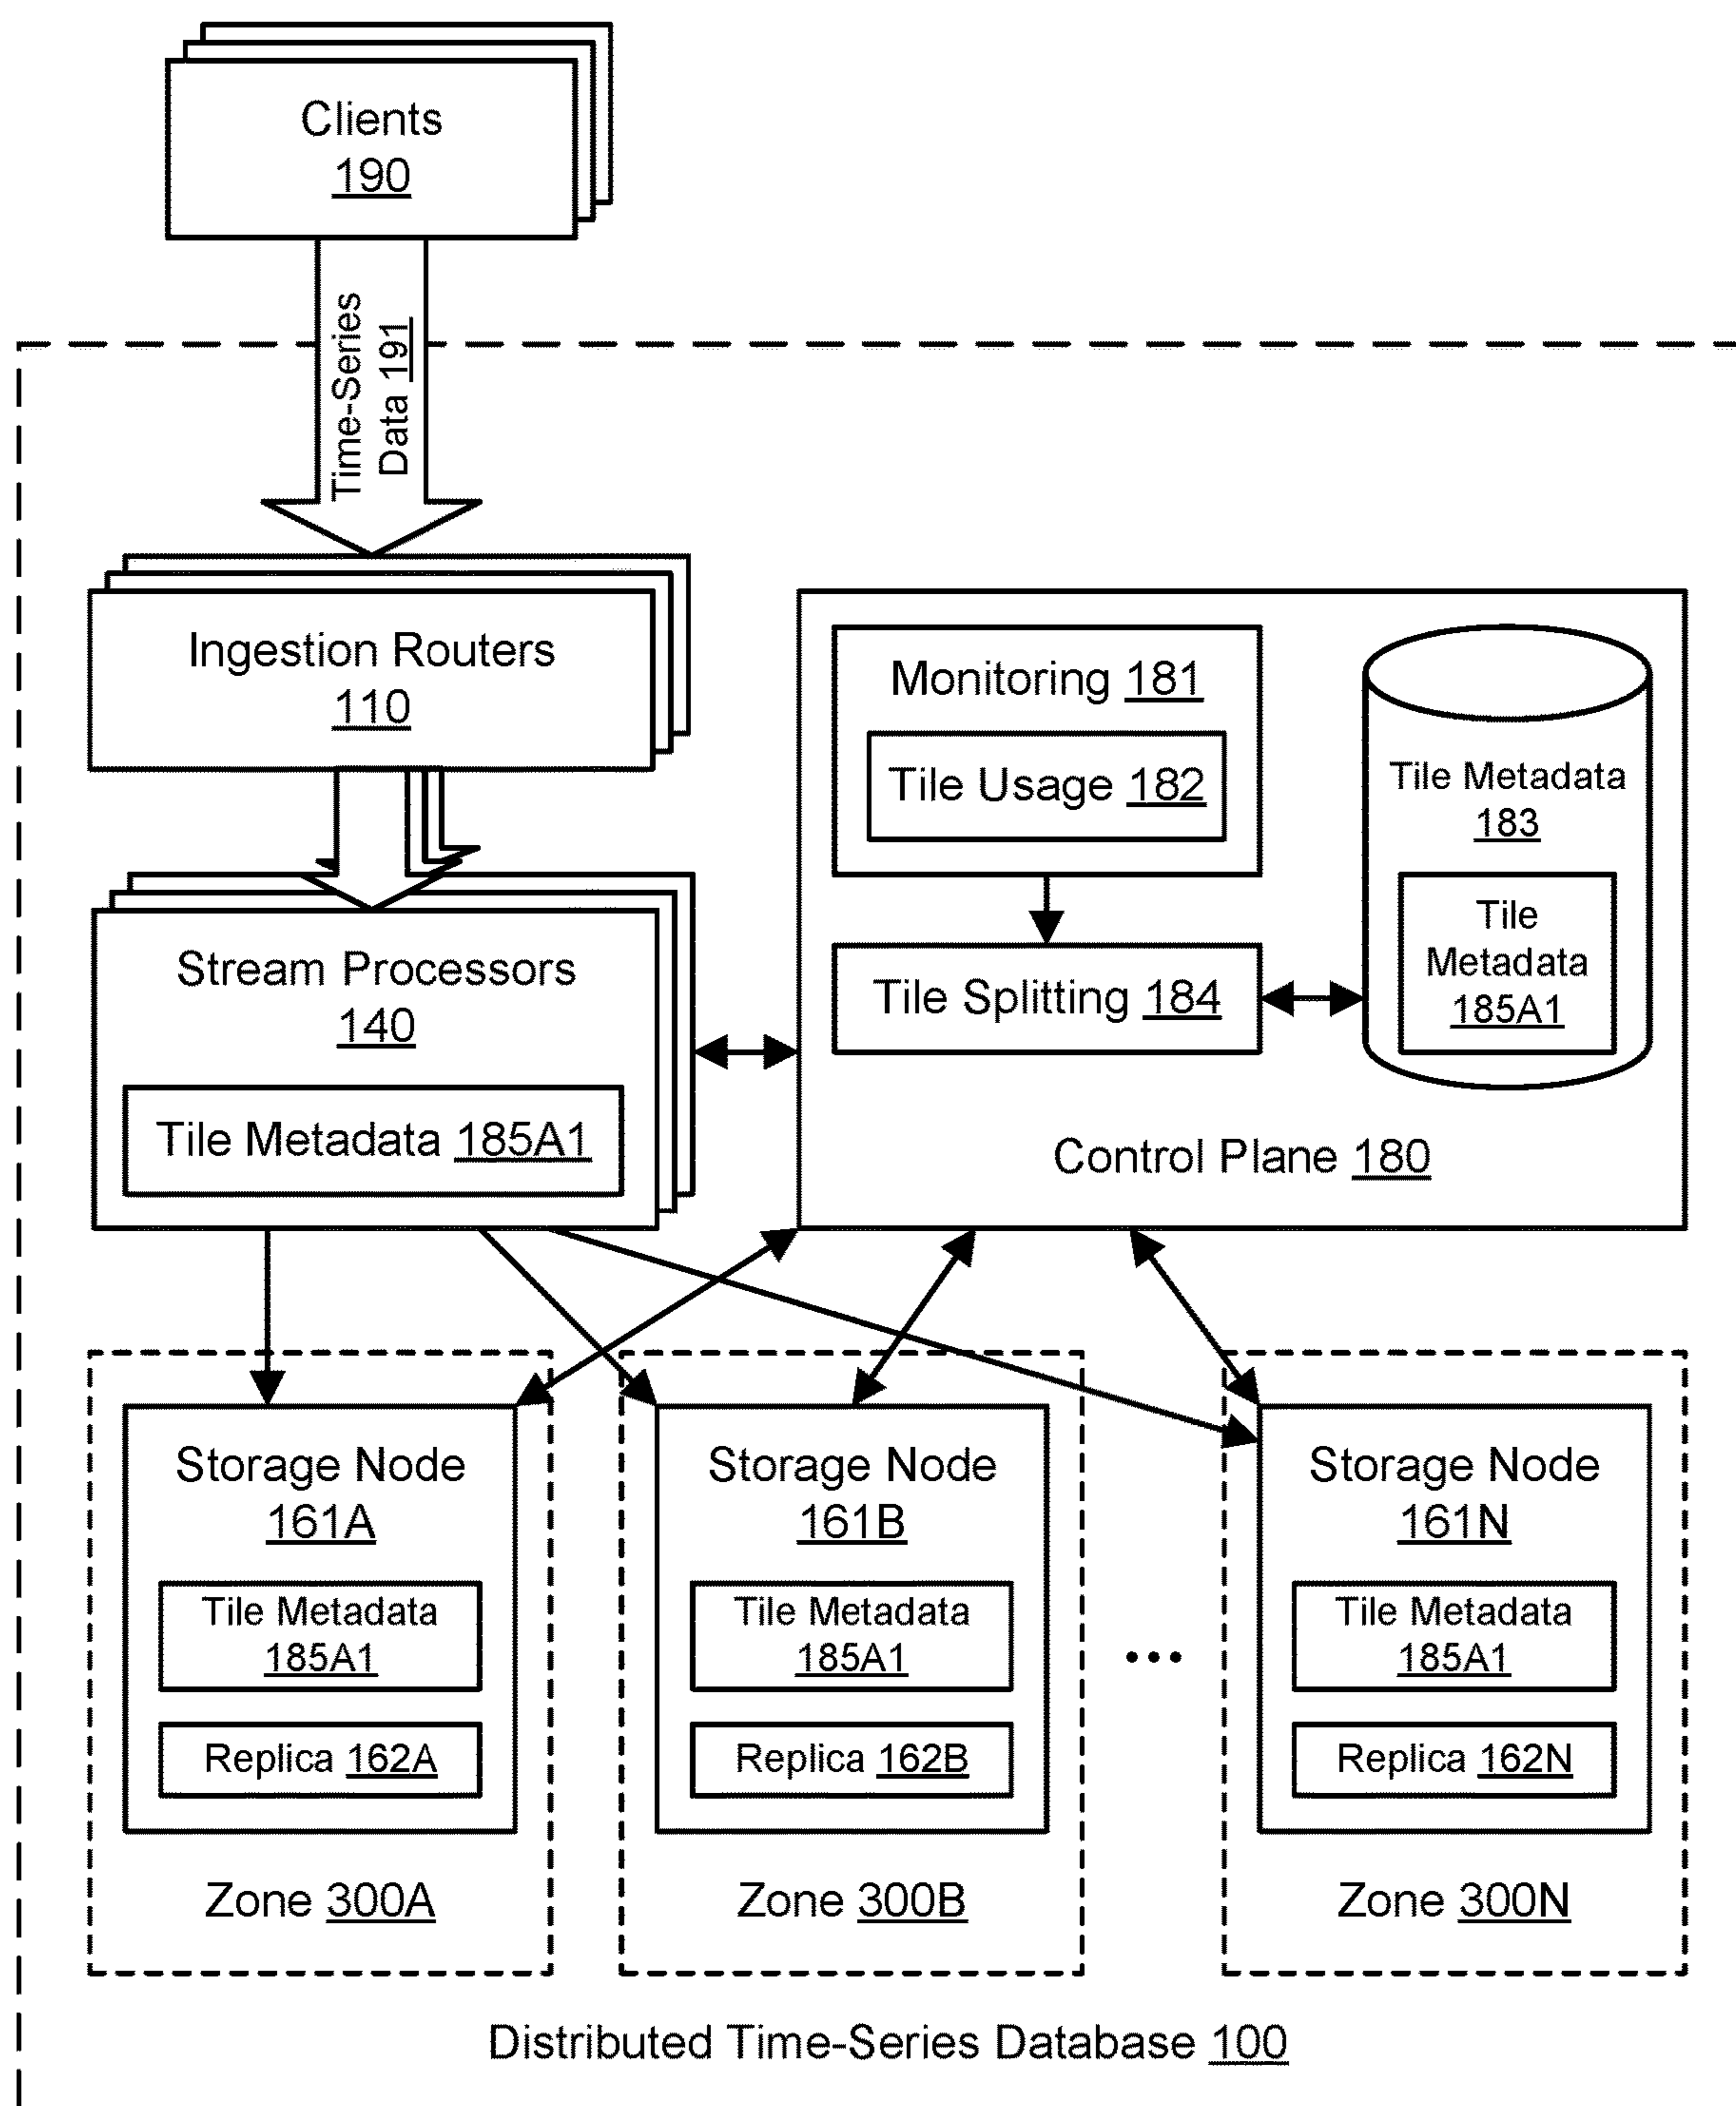 Clients
190
Time-Series
Data 191
Ingestion Routers
110
Stream Processors
140
Tile Metadata 185A1
Monitoring 181
Tile Usage 182
Tile Splitting 184
Tile Metadata
183
Tile
Metadata
185A1
Control Plane 180
Storage Node
161A
Tile Metadata
185A1
Replica 162A
Zone 300A
Storage Node
161B
Tile Metadata
185A1
Replica 162B
Zone 300B
...
Storage Node
161N
Tile Metadata
185A1
Replica 162N
Zone 300N
Distributed Time-Series Database 100